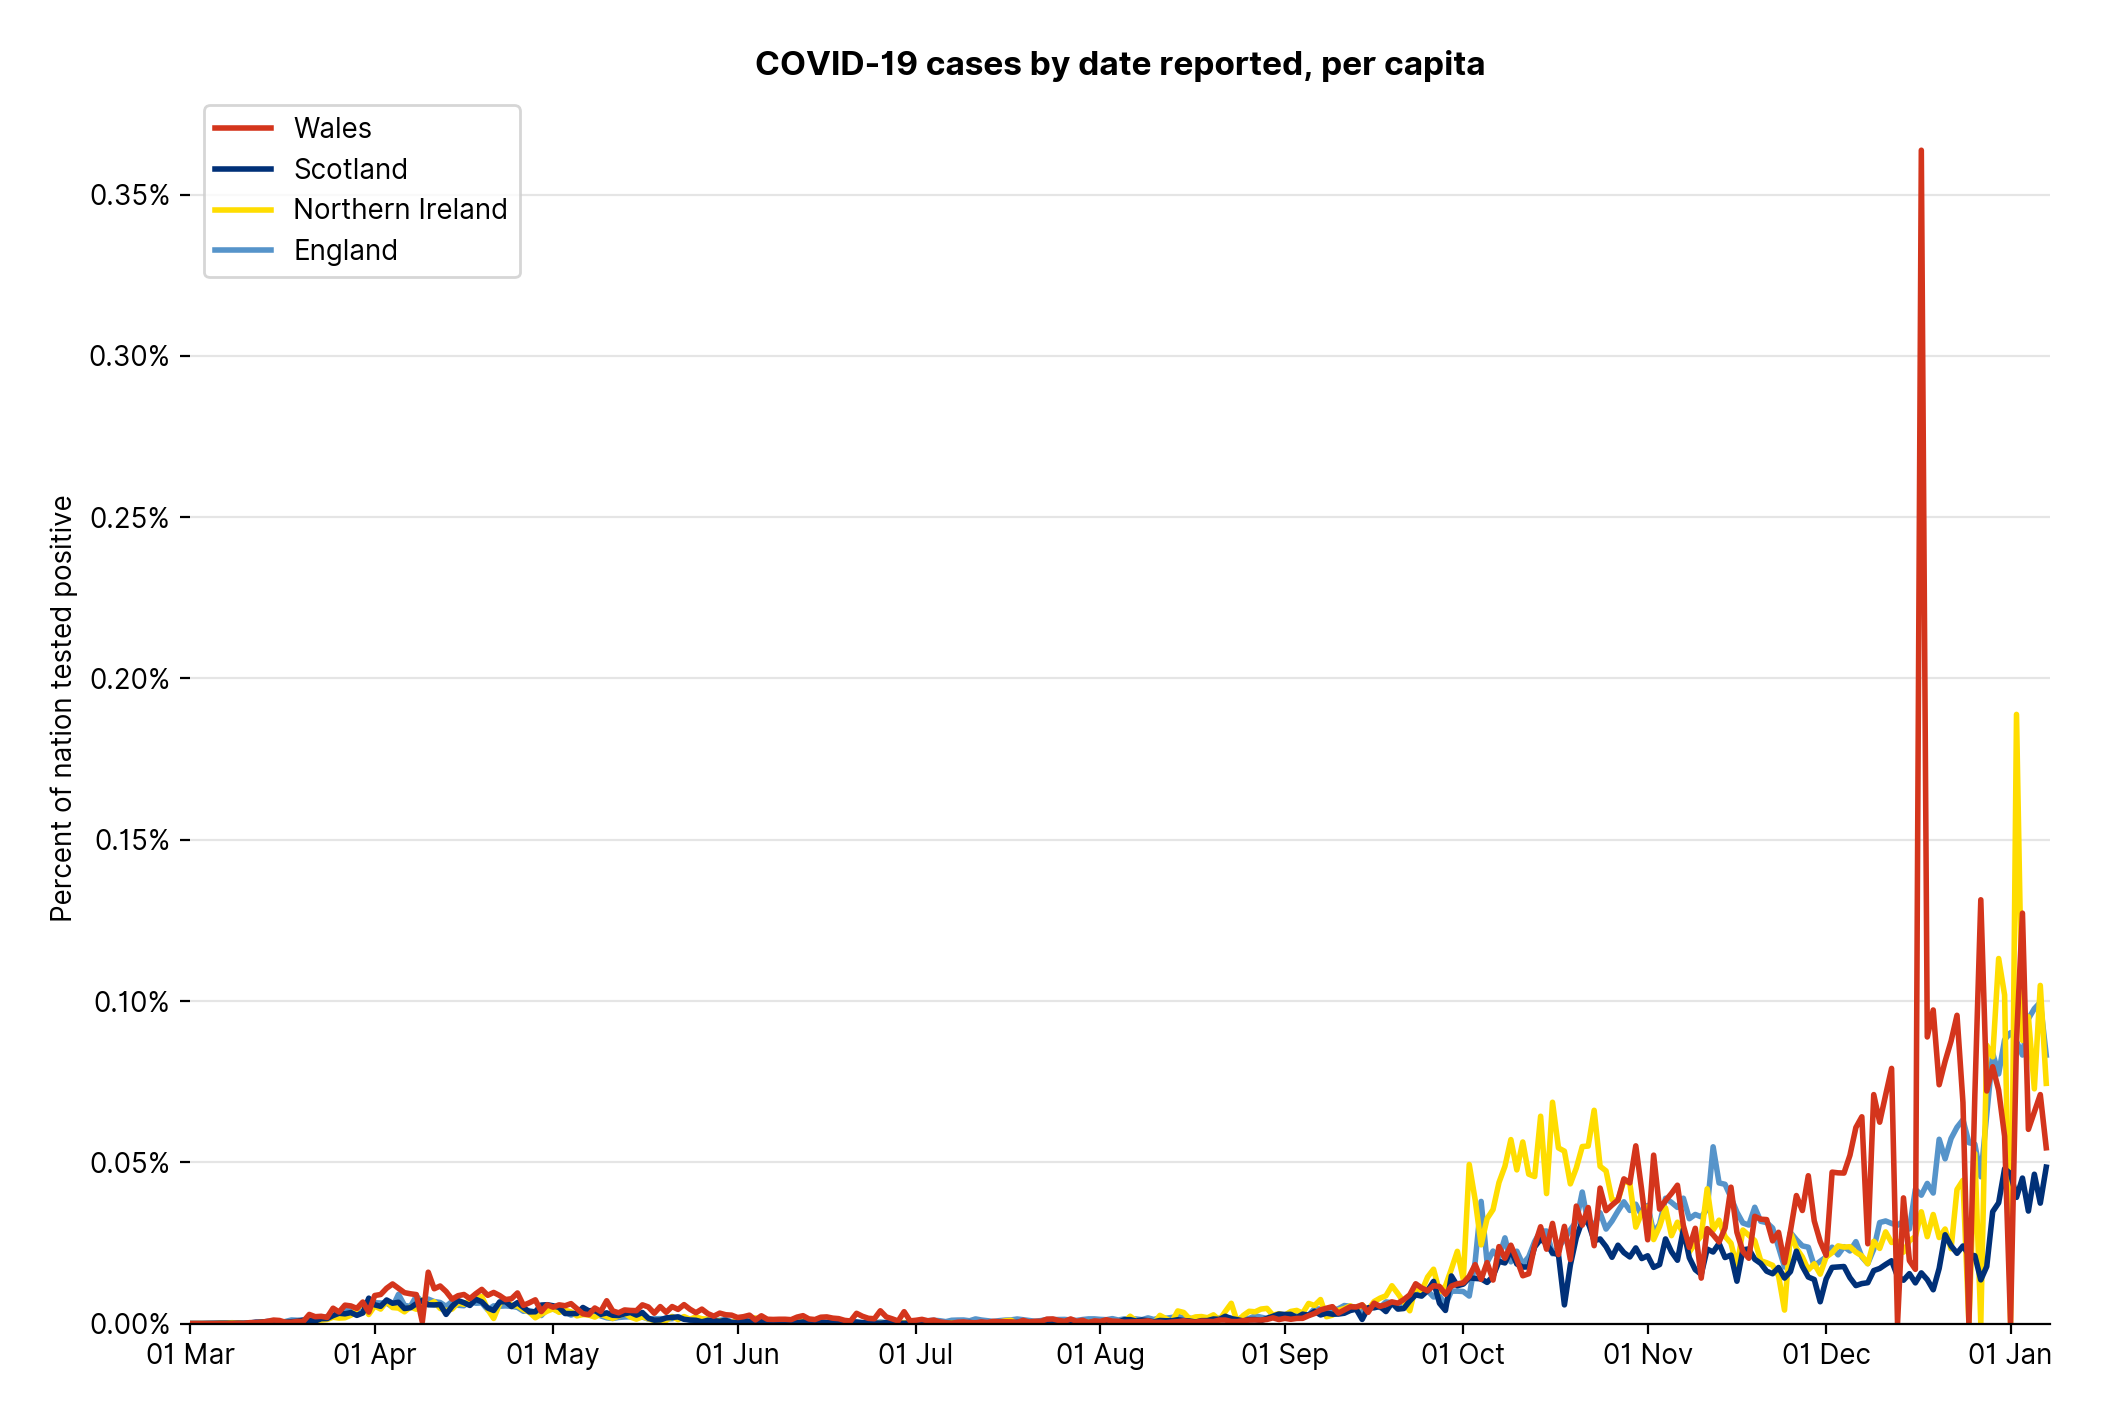 COVID-19 cases by date reported, per capita
Wales
Scotland
Northern Ireland
England
0.35%
0.30%
0.25%
0.20%
0.15%
0.10%
0.05%
0.00%
Percent of nation tested positive
01 Mar 01 Apr 01 May 01 Jun 01 Jul 01 Aug 01 Sep 01 Oct 01 Nov 01 Dec 01 Jan